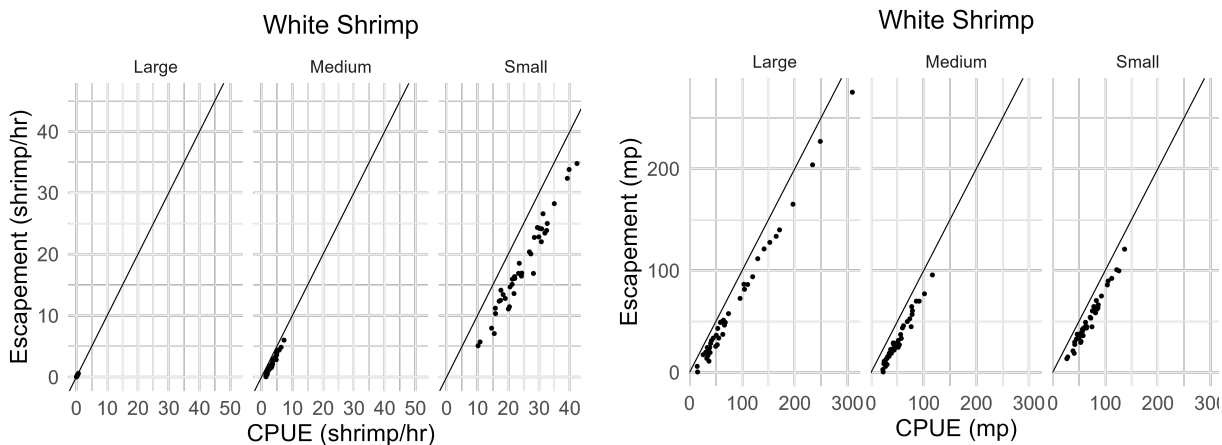 White Shrimp
Large Medium Small
Escapement (shrimp/hr)
40
30
20
10
0
0 10 20 30 40 50 0 10 20 30 40 50 0 10 20 30 40
CPUE (shrimp/hr)
White Shrimp
Large Medium Small
Escapement (mp)
200
100
0
0 100 200 300 0 100 200 300 0 100 200 300
CPUE (mp)